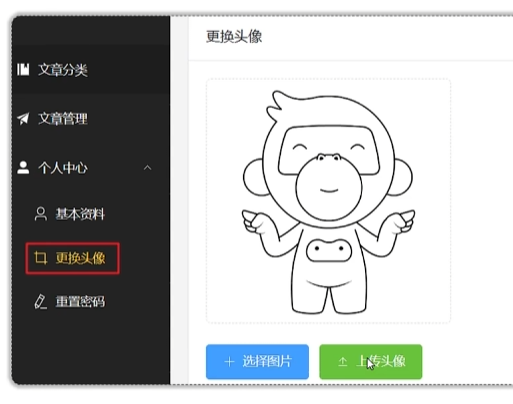 更换头像
文章分类
文章管理
个人中心
基本资料
更换头像
重置密码
选择图片
上传头像